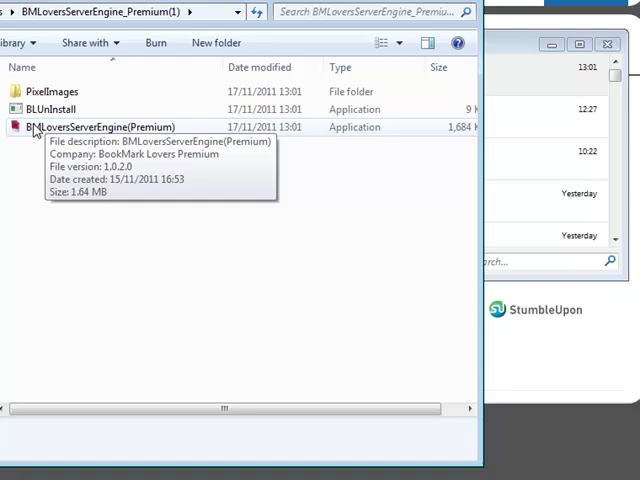 BMLoversServerEngine_Premium(1)
Search BMLoversServerEngine_Premiu...
ibrary
Share with
Burn
New folder
Name
Date modified
Type
Size
PixelImages
17/11/2011 13:01
File folder
BLUnInstall
17/11/2011 13:01
Application
9 K
BMLoversServerEngine(Premium)
17/11/2011 13:01
Application
1,684 K
File description: BMLoversServerEngine(Premium)
Company: BookMark Lovers Premium
File version: 1.0.2.0
Date created: 15/11/2011 16:53
Size: 1.64 MB
13:01
12:27
10:22
Yesterday
Yesterday
rch...
StumbleUpon